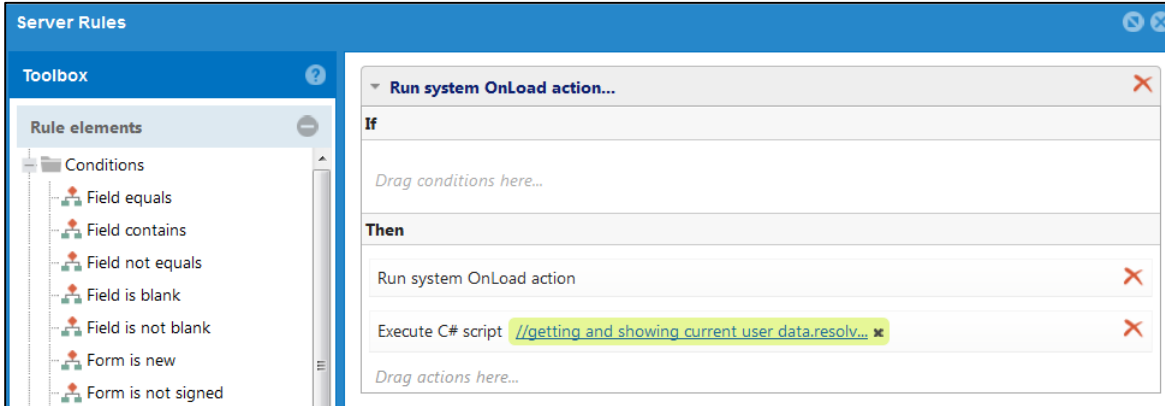 Server Rules
Toolbox
Rule elements
Conditions
Field equals
Field contains
Field not equals
Field is blank
Field is not blank
Form is new
Form is not signed
Run system OnLoad action...
If
Drag conditions here...
Then
Run system OnLoad action
Execute C# script //getting and showing current user data.resolv...
Drag actions here...